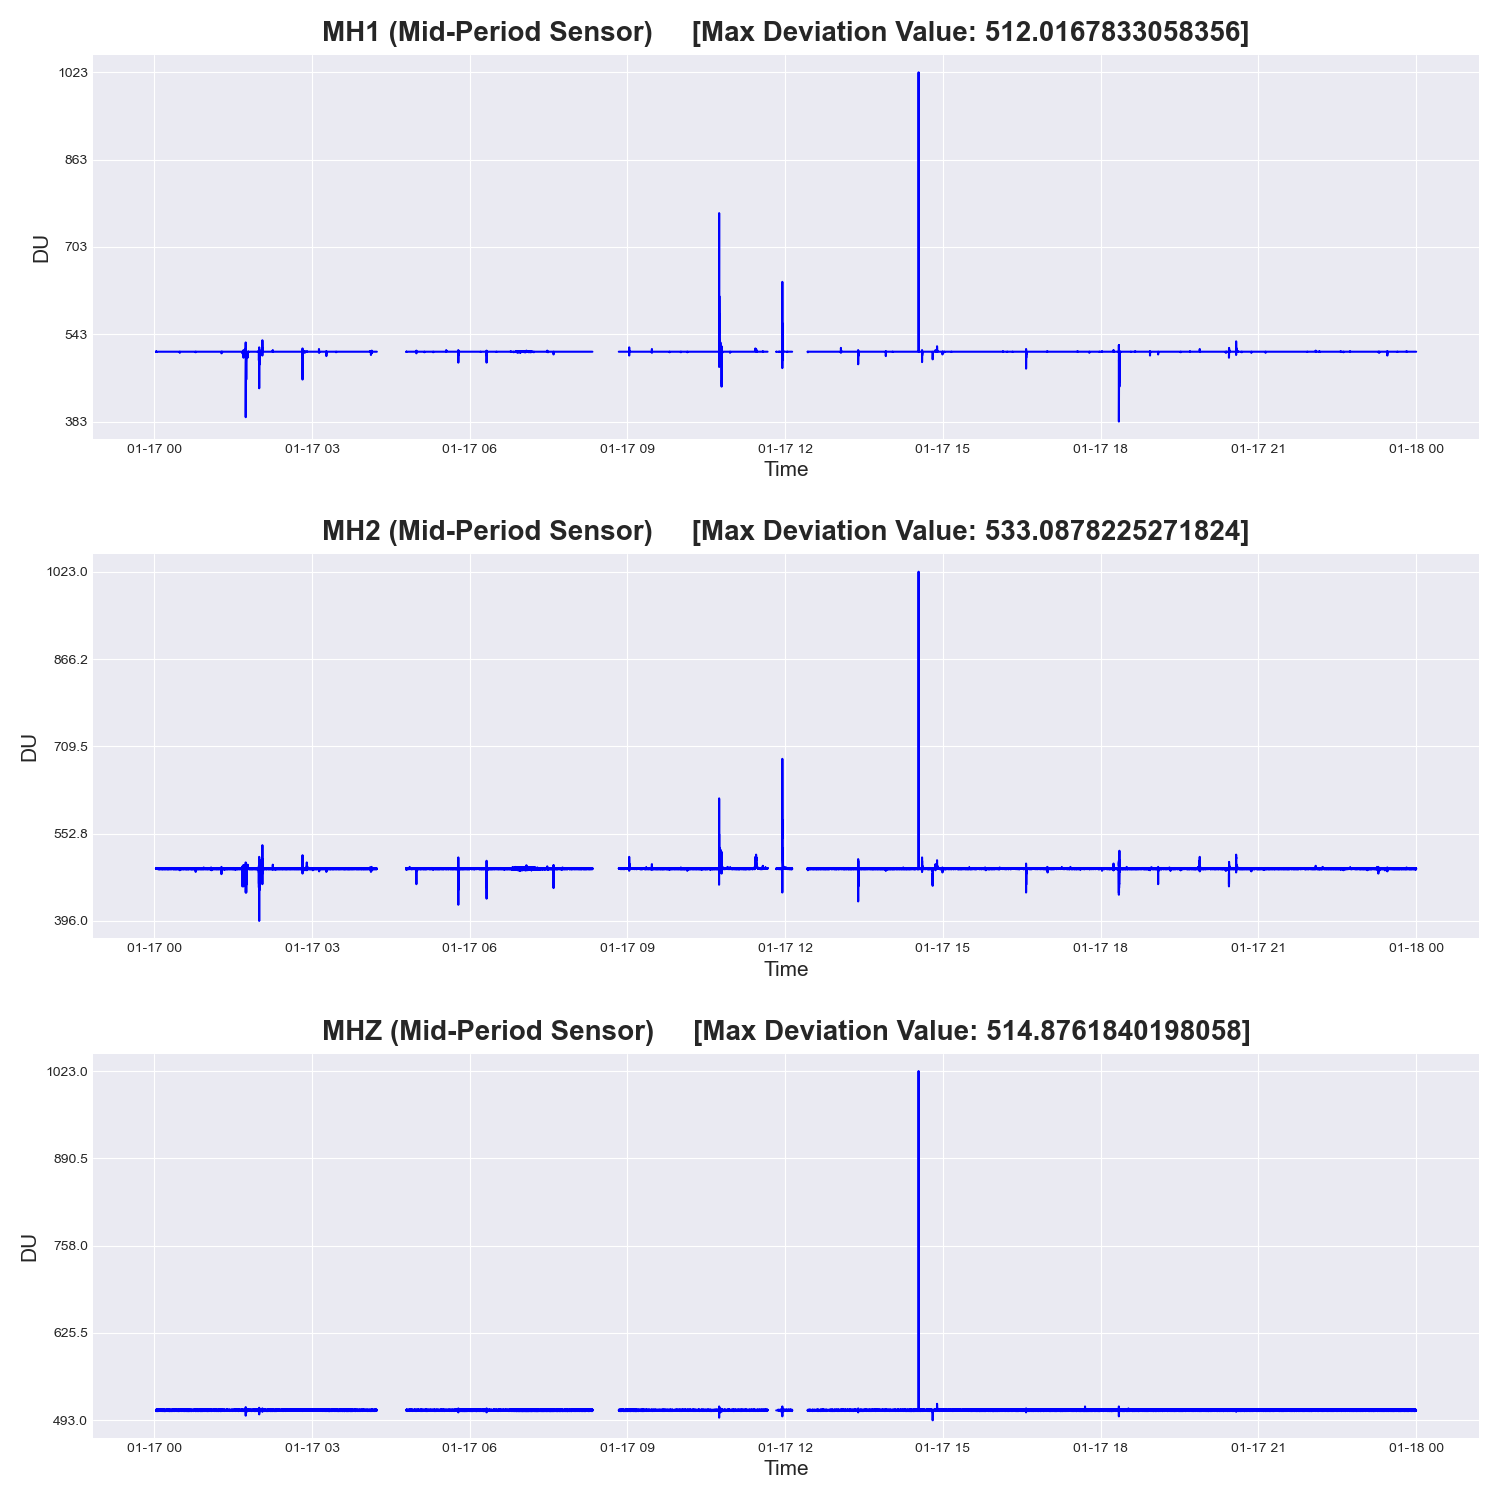 MH1 (Mid-Period Sensor) [Max Deviation Value: 512.0167833058356]
1023
863
703
543
383
DU
01-17 00 01-17 03 01-17 06 01-17 09 01-17 12 01-17 15 01-17 18 01-17 21 01-18 00
Time
MH2 (Mid-Period Sensor) [Max Deviation Value: 533.0878225271824]
1023.0
866.2
709.5
552.8
396.0
DU
01-17 00 01-17 03 01-17 06 01-17 09 01-17 12 01-17 15 01-17 18 01-17 21 01-18 00
Time
MHZ (Mid-Period Sensor) [Max Deviation Value: 514.8761840198058]
1023.0
890.5
758.0
625.5
493.0
DU
01-17 00 01-17 03 01-17 06 01-17 09 01-17 12 01-17 15 01-17 18 01-17 21 01-18 00
Time